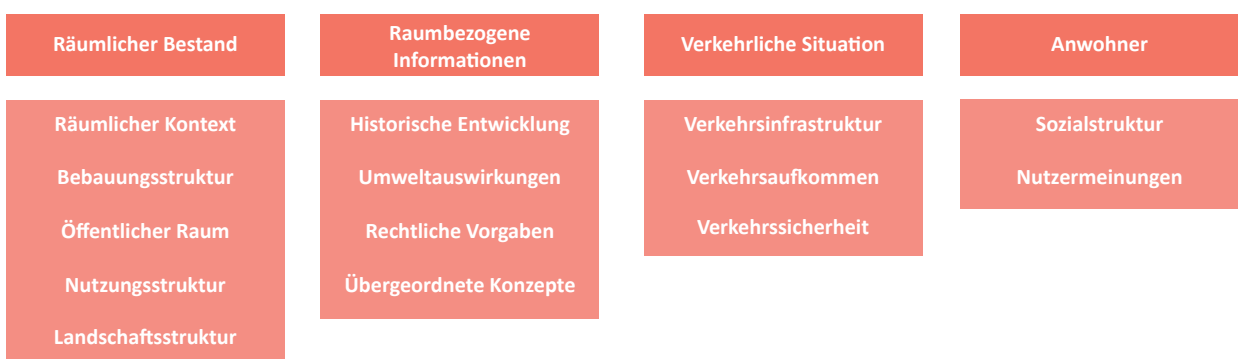 Räumlicher Bestand
Räumlicher Kontext
Bebauungsstruktur
Öffentlicher Raum
Nutzungsstruktur
Landschaftsstruktur
Raumbezogene
Informationen
Historische Entwicklung
Umweltauswirkungen
Rechtliche Vorgaben
Übergeordnete Konzepte
Verkehrliche Situation
Verkehrsinfrastruktur
Verkehrsaufkommen
Verkehrssicherheit
Anwohner
Sozialstruktur
Nutzermeinungen